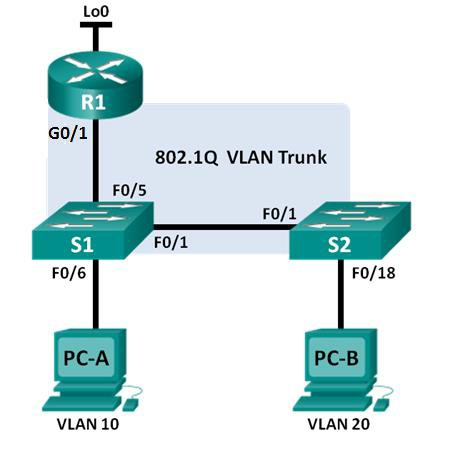 Lo0
R1
G0/1
802.1Q VLAN Trunk
F0/5
F0/1
S1
F0/1
S2
F0/6
F0/18
PC-A
PC-B
VLAN 10
VLAN 20